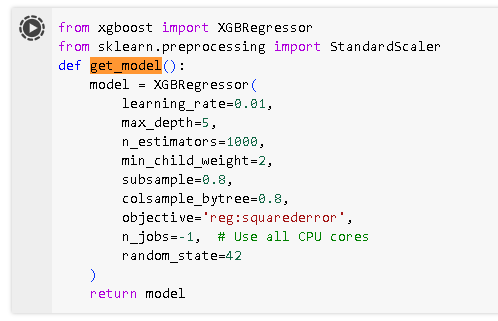 from xgboost import XGBRegressor
from sklearn.preprocessing import StandardScaler
def get_model():
    model = XGBRegressor(
        learning_rate=0.01,
        max_depth=5,
        n_estimators=1000,
        min_child_weight=2,
        subsample=0.8,
        colsample_bytree=0.8,
        objective='reg:squarederror',
        n_jobs=-1,  # Use all CPU cores
        random_state=42
    )
    return model